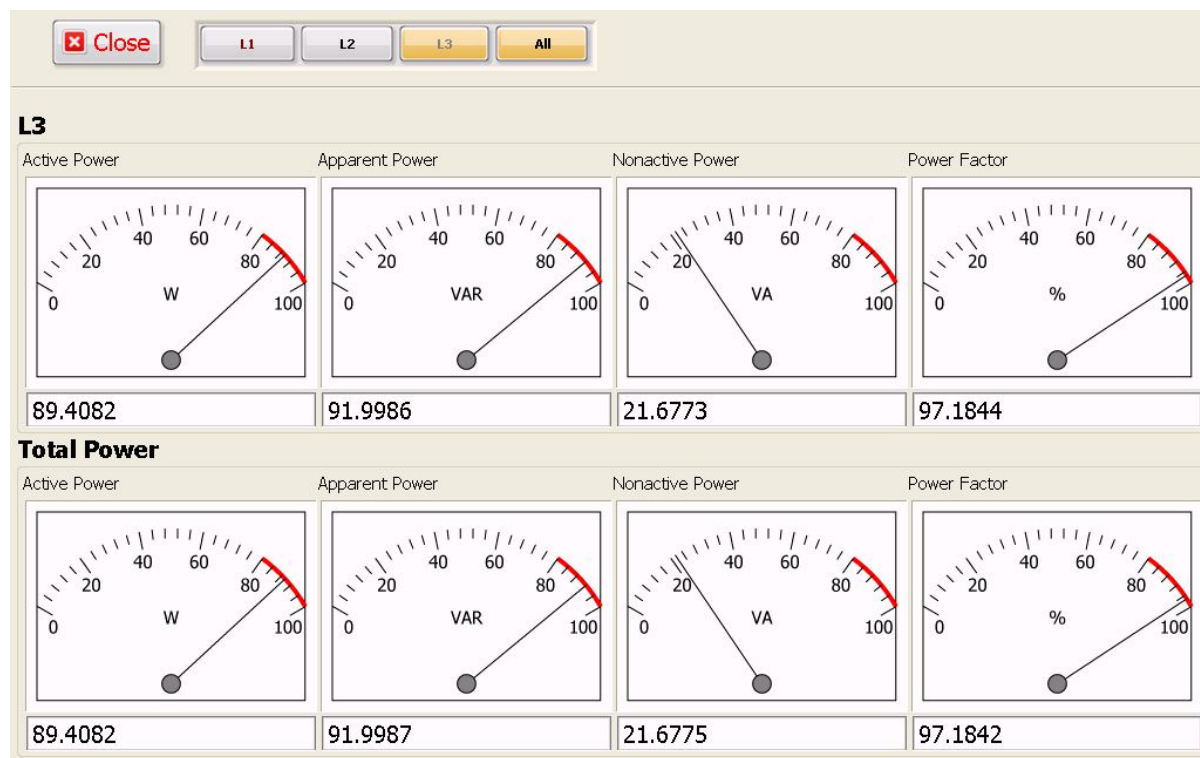 Close L1 L2 L3 All
L3
Active Power Apparent Power Nonactive Power Power Factor
0 20 40 60 80 100 W
0 20 40 60 80 100 VAR
0 20 40 60 80 100 VA
0 20 40 60 80 100 %
89.4082 91.9986 21.6773 97.1844
Total Power
Active Power Apparent Power Nonactive Power Power Factor
0 20 40 60 80 100 W
0 20 40 60 80 100 VAR
0 20 40 60 80 100 VA
0 20 40 60 80 100 %
89.4082 91.9987 21.6775 97.1842